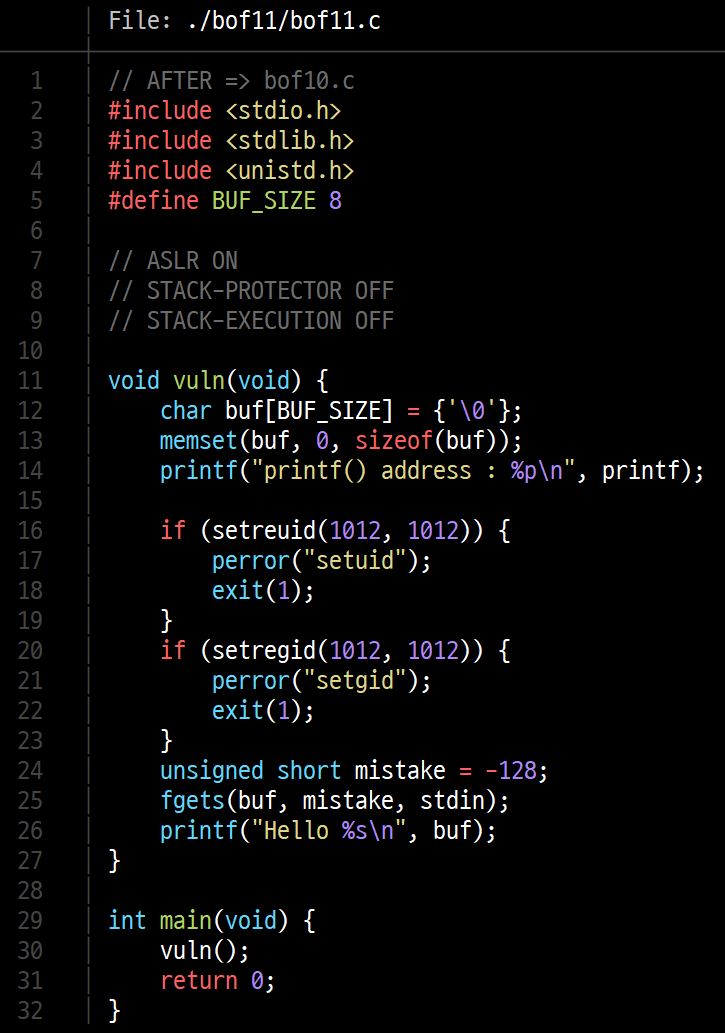 File: ./bof11/bof11.c
1 // AFTER => bof10.c
2 #include <stdio.h>
3 #include <stdlib.h>
4 #include <unistd.h>
5 #define BUF_SIZE 8
6
7 // ASLR ON
8 // STACK-PROTECTOR OFF
9 // STACK-EXECUTION OFF
10
11 void vuln(void) {
12     char buf[BUF_SIZE] = {'\0'};
13     memset(buf, 0, sizeof(buf));
14     printf("printf() address : %p\n", printf);
15
16     if (setreuid(1012, 1012)) {
17         perror("setuid");
18         exit(1);
19     }
20     if (setregid(1012, 1012)) {
21         perror("setgid");
22         exit(1);
23     }
24     unsigned short mistake = -128;
25     fgets(buf, mistake, stdin);
26     printf("Hello %s\n", buf);
27 }
28
29 int main(void) {
30     vuln();
31     return 0;
32 }